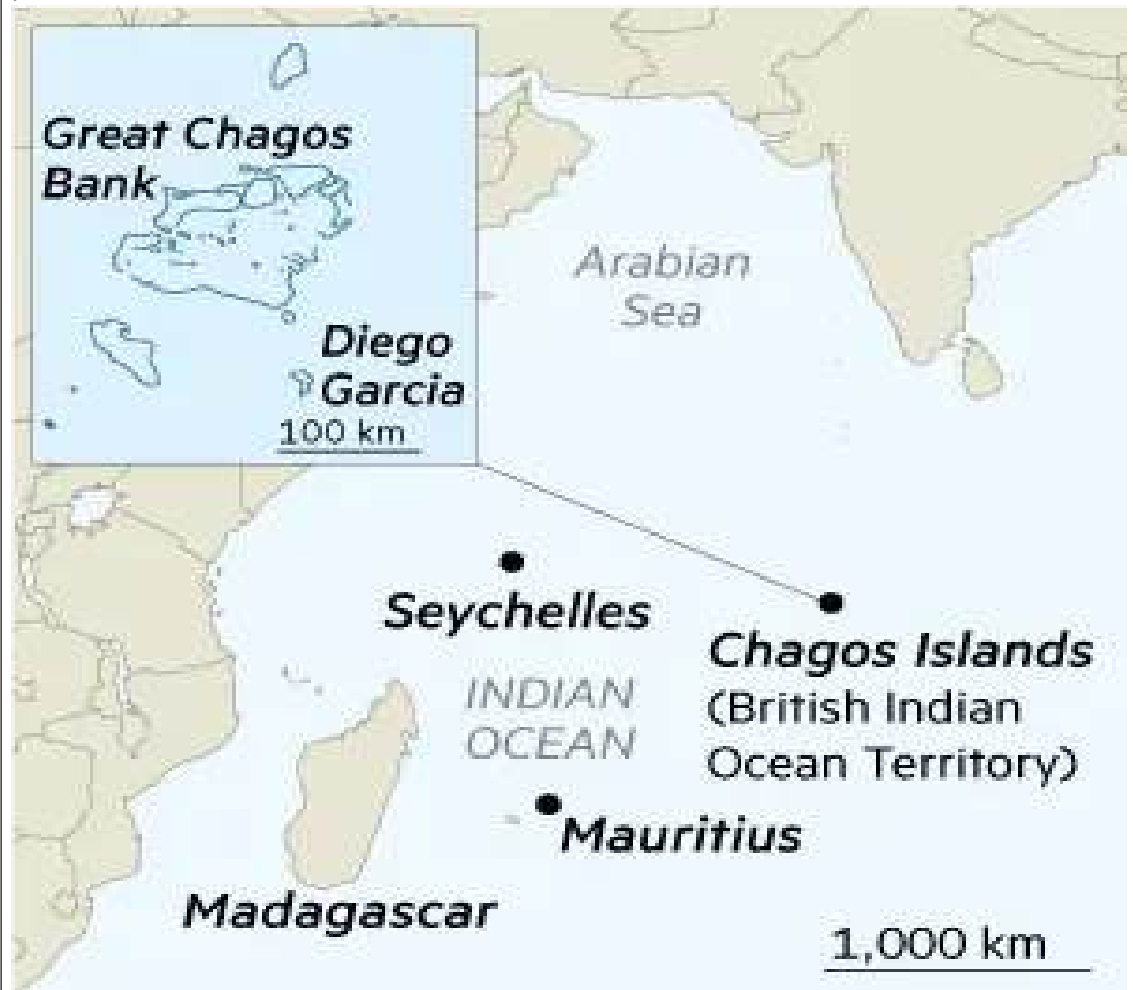 Great Chagos
Bank
Diego
Garcia
100 km
Arabian
Sea
Seychelles
INDIAN
OCEAN
Chagos Islands
(British Indian
Ocean Territory)
Mauritius
Madagascar
1,000 km